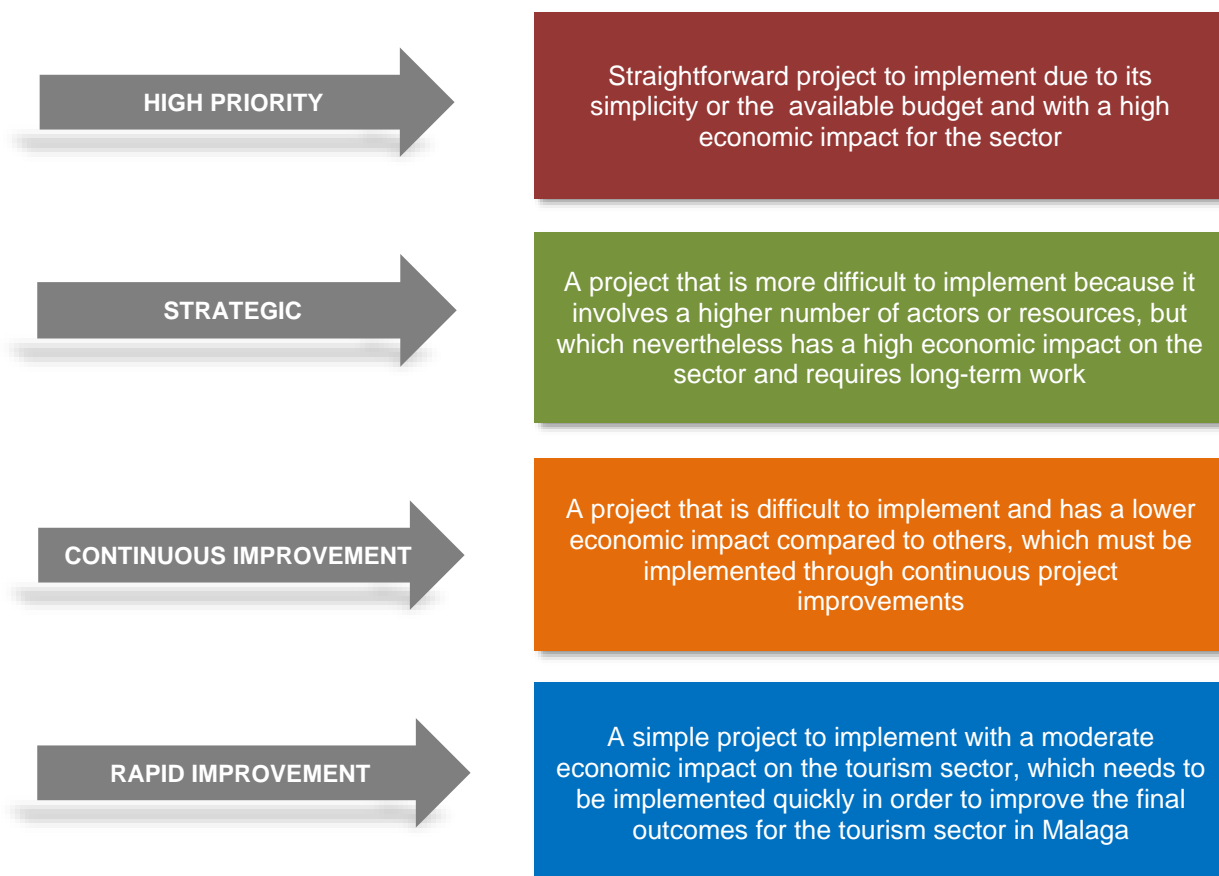 HIGH PRIORITY
Straightforward project to implement due to its
simplicity or the available budget and with a high
economic impact for the sector
STRATEGIC
A project that is more difficult to implement because it
involves a higher number of actors or resources, but
which nevertheless has a high economic impact on the
sector and requires long-term work
CONTINUOUS IMPROVEMENT
A project that is difficult to implement and has a lower
economic impact compared to others, which must be
implemented through continuous project
improvements
RAPID IMPROVEMENT
A simple project to implement with a moderate
economic impact on the tourism sector, which needs to
be implemented quickly in order to improve the final
outcomes for the tourism sector in Malaga